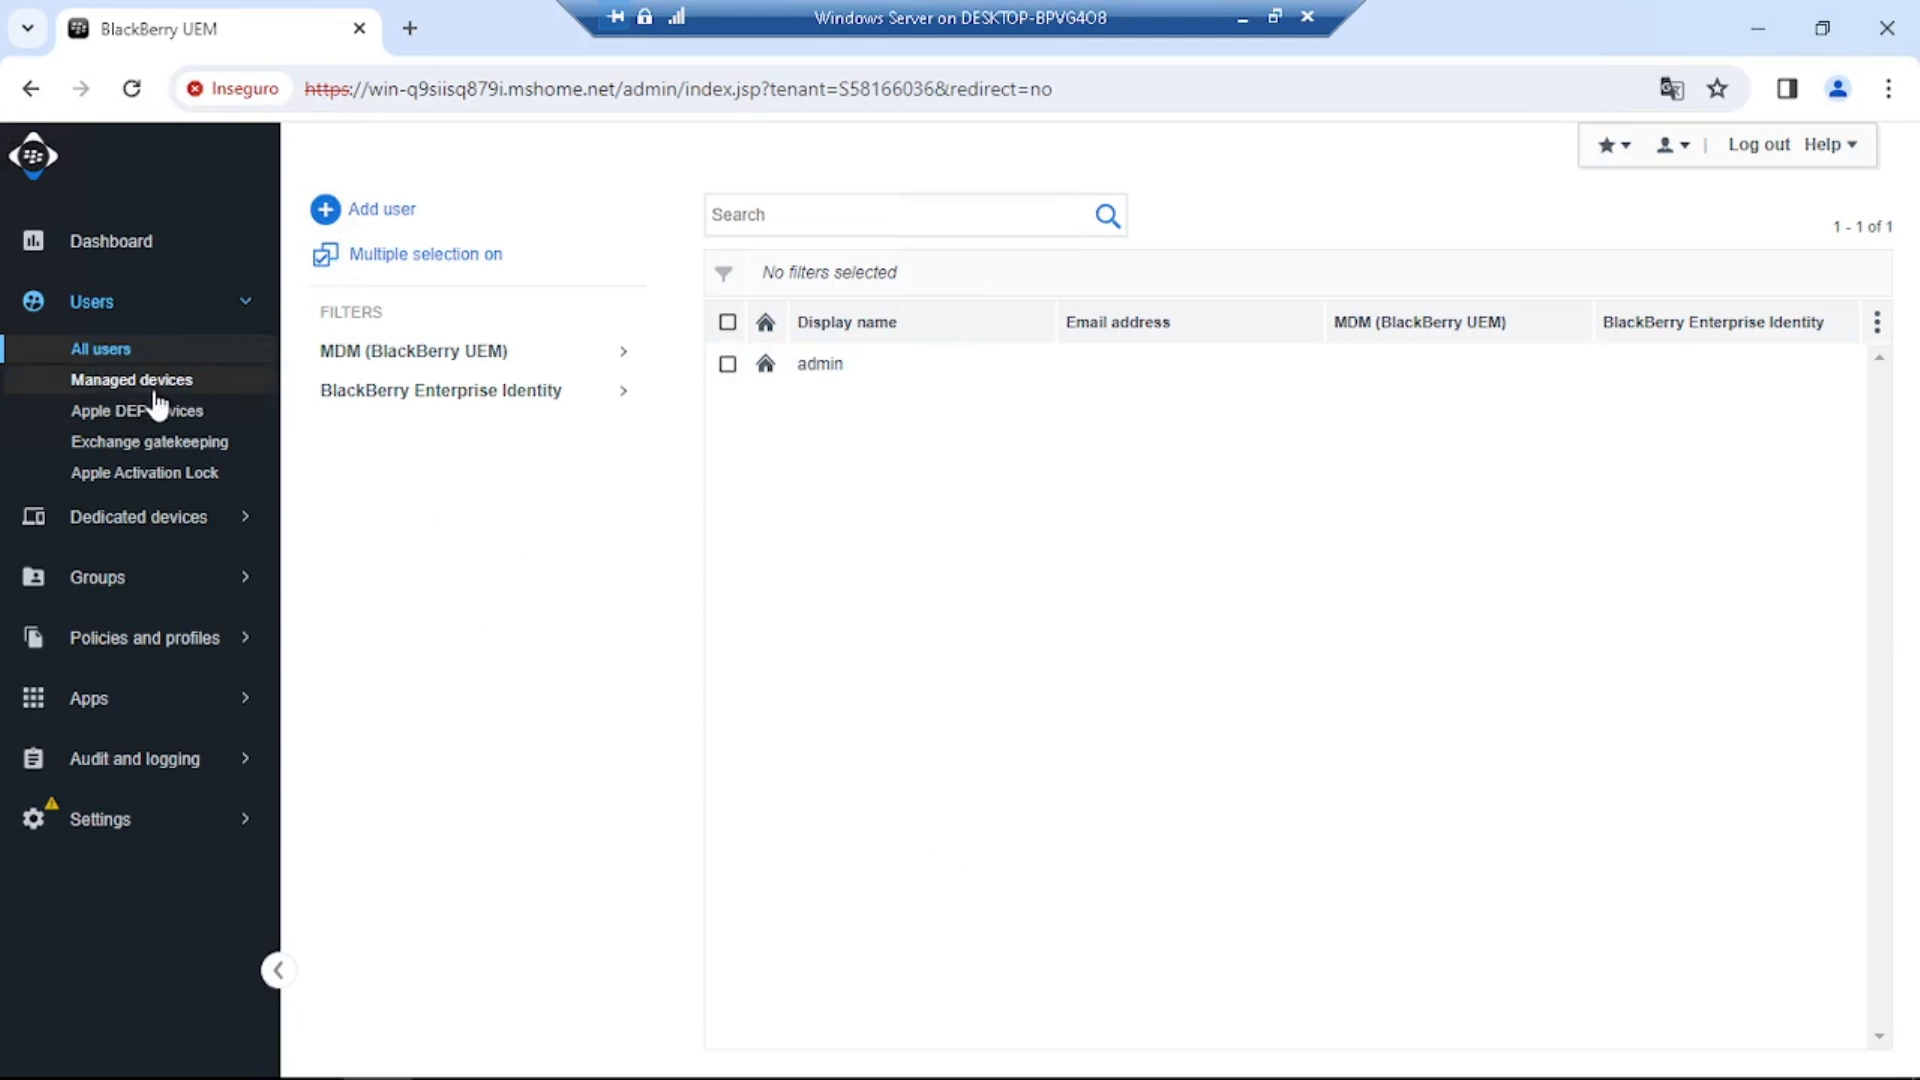 BlackBerry UEM
Windows Server on DESKTOP-BPVG4O8
Inseguro
https://win-q9siisq879i.mshome.net/admin/index.jsp?tenant=S58166036&redirect=no
Log out
Help
Dashboard
Users
All users
Managed devices
Apple DEP
Exchange gatekeeping
Apple Activation Lock
Dedicated devices
Groups
Policies and profiles
Apps
Audit and logging
Settings
Add user
Multiple selection on
FILTERS
MDM (BlackBerry UEM)
BlackBerry Enterprise Identity
Search
1 - 1 of 1
No filters selected
Display name
Email address
MDM (BlackBerry UEM)
BlackBerry Enterprise Identity
admin